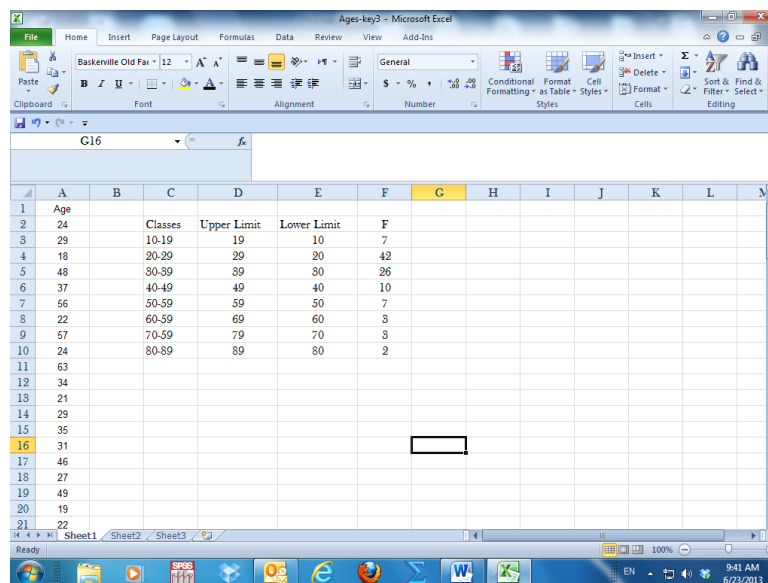 Ages-key3 - Microsoft Excel
File Home Insert Page Layout Formulas Data Review View Add-Ins
Paste
Baskerville Old Fac 12 A A
B I U A
General
$ % , .0 .00 .00 .0
Conditional Formatting Format as Table Cell Styles
Insert
Delete
Format
Σ
Sort & Filter Find & Select
Clipboard Font Alignment Number Styles Cells Editing
G16 fx
A B C D E F G H I J K L M
1 Age
2 24 Classes Upper Limit Lower Limit F
3 29 10-19 19 10 7
4 18 20-29 29 20 42
5 48 30-39 39 30 26
6 37 40-49 49 40 10
7 56 50-59 59 50 7
8 22 60-59 69 60 3
9 57 70-59 79 70 3
10 24 80-89 89 80 2
11 63
12 34
13 21
14 29
15 35
16 31
17 46
18 27
19 49
20 19
21 22
Sheet1 Sheet2 Sheet3
Ready 100%
SPSS Σ W X EN 9:41 AM
6/23/2013